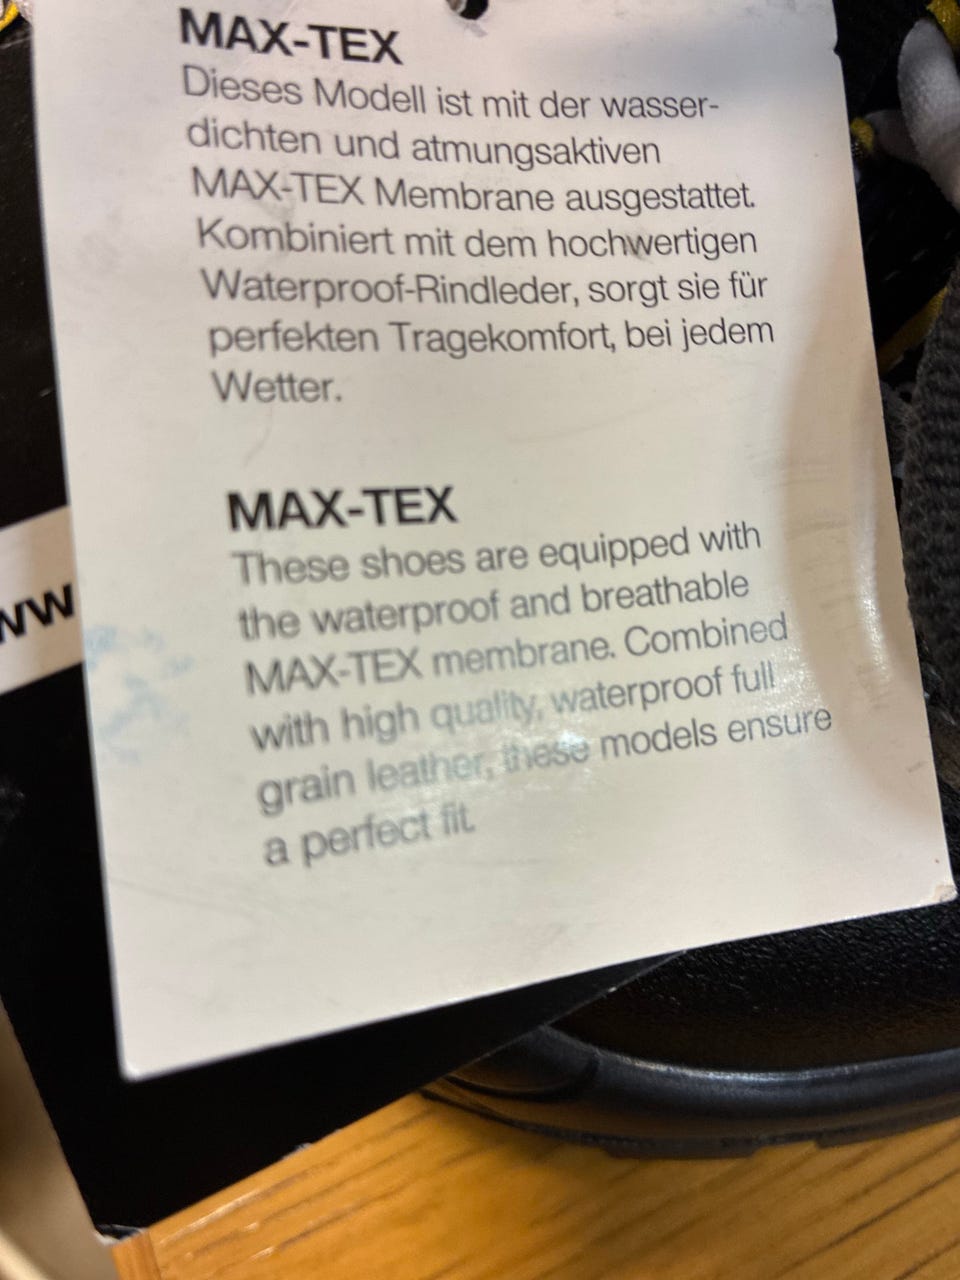 MAX-TEX
Dieses Modell ist mit der wasser-
dichten und atmungsaktiven
MAX-TEX Membrane ausgestattet.
Kombiniert mit dem hochwertigen
Waterproof-Rindleder, sorgt sie für
perfekten Tragekomfort, bei jedem
Wetter.
MAX-TEX
These shoes are equipped with
the waterproof and breathable
MAX-TEX membrane. Combined
with high quality, waterproof full
grain leather, these models ensure
a perfect fit.